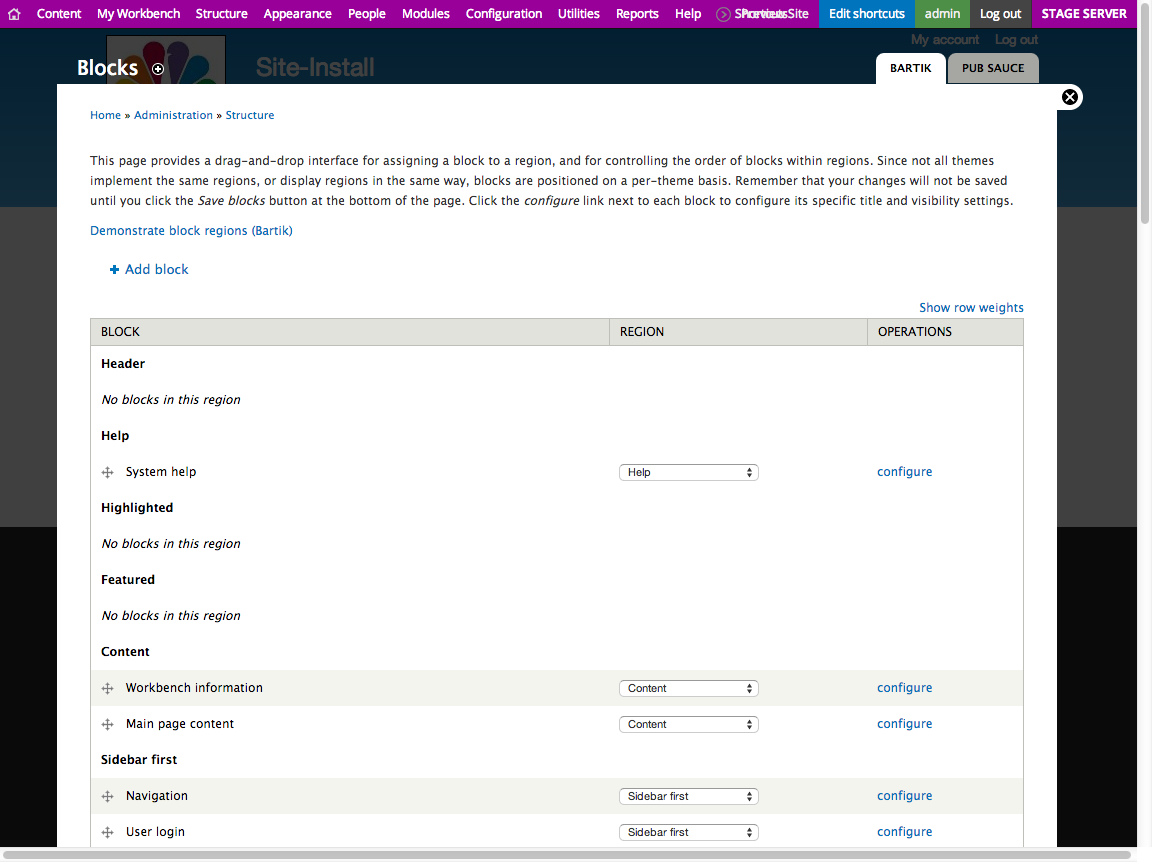 Content My Workbench Structure Appearance People Modules Configuration Utilities Reports Help Site Edit shortcuts admin Log out STAGE SERVER
My account Log out
Blocks Site-Install BARTIK PUB SAUCE
Home » Administration » Structure
This page provides a drag-and-drop interface for assigning a block to a region, and for controlling the order of blocks within regions. Since not all themes
implement the same regions, or display regions in the same way, blocks are positioned on a per-theme basis. Remember that your changes will not be saved
until you click the Save blocks button at the bottom of the page. Click the configure link next to each block to configure its specific title and visibility settings.
Demonstrate block regions (Bartik)
Add block
Show row weights
BLOCK REGION OPERATIONS
Header
No blocks in this region
Help
System help Help configure
Highlighted
No blocks in this region
Featured
No blocks in this region
Content
Workbench information Content configure
Main page content Content configure
Sidebar first
Navigation Sidebar first configure
User login Sidebar first configure